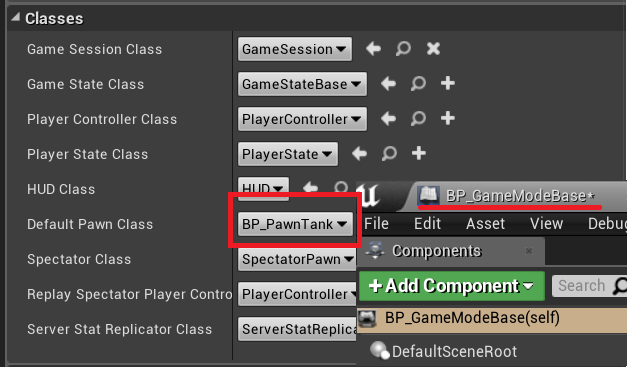 Classes
Game Session Class GameSession
Game State Class GameStateBase
Player Controller Class PlayerController
Player State Class PlayerState
HUD Class HUD
BP_GameModeBase*
Default Pawn Class BP_PawnTank
File Edit Asset View Debu
Spectator Class SpectatorPawn
Components
Replay Spectator Player Contro PlayerController
+Add Component Search
Server Stat Replicator Class ServerStatReplica
BP_GameModeBase(self)
DefaultSceneRoot